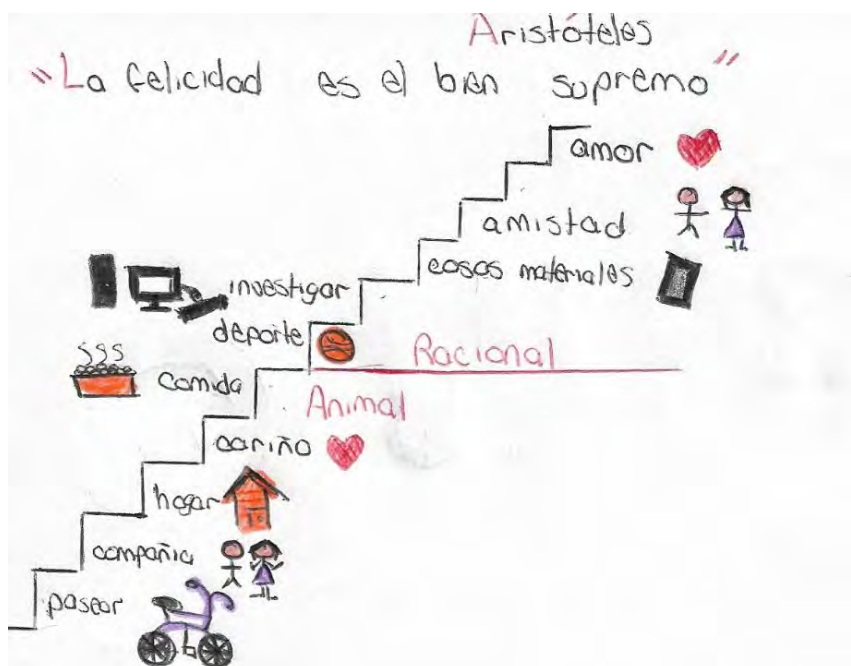 Aristóteles
"La felicidad es el bien supremo"
amor
amistad
cosas materiales
investigar
deporte
Racional
comida
Animal
cariño
hogar
compañia
pasear